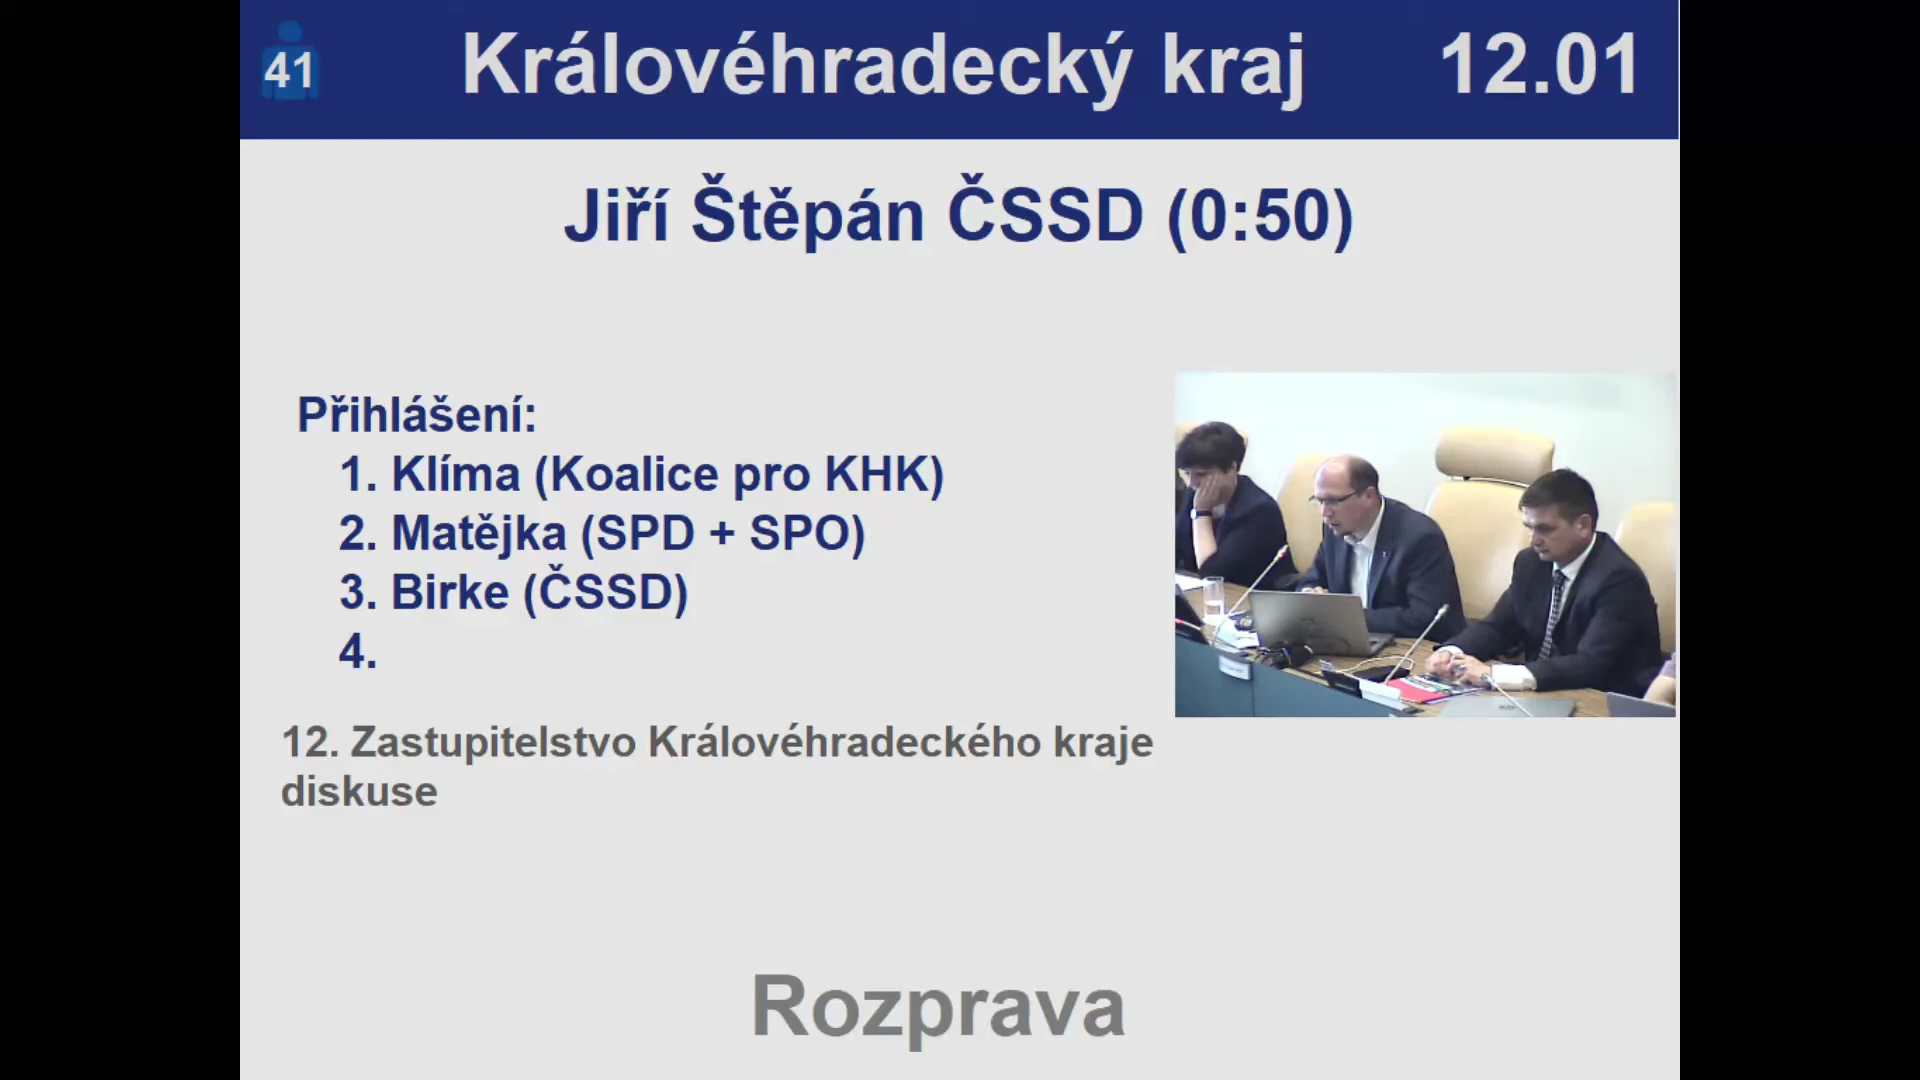 41 Královéhradecký kraj 12.01
Jiří Štěpán ČSSD (0:50)
Přihlášení:
1. Klíma (Koalice pro KHK)
2. Matějka (SPD + SPO)
3. Birke (ČSSD)
4.
12. Zastupitelstvo Královéhradeckého kraje
diskuse
Rozprava